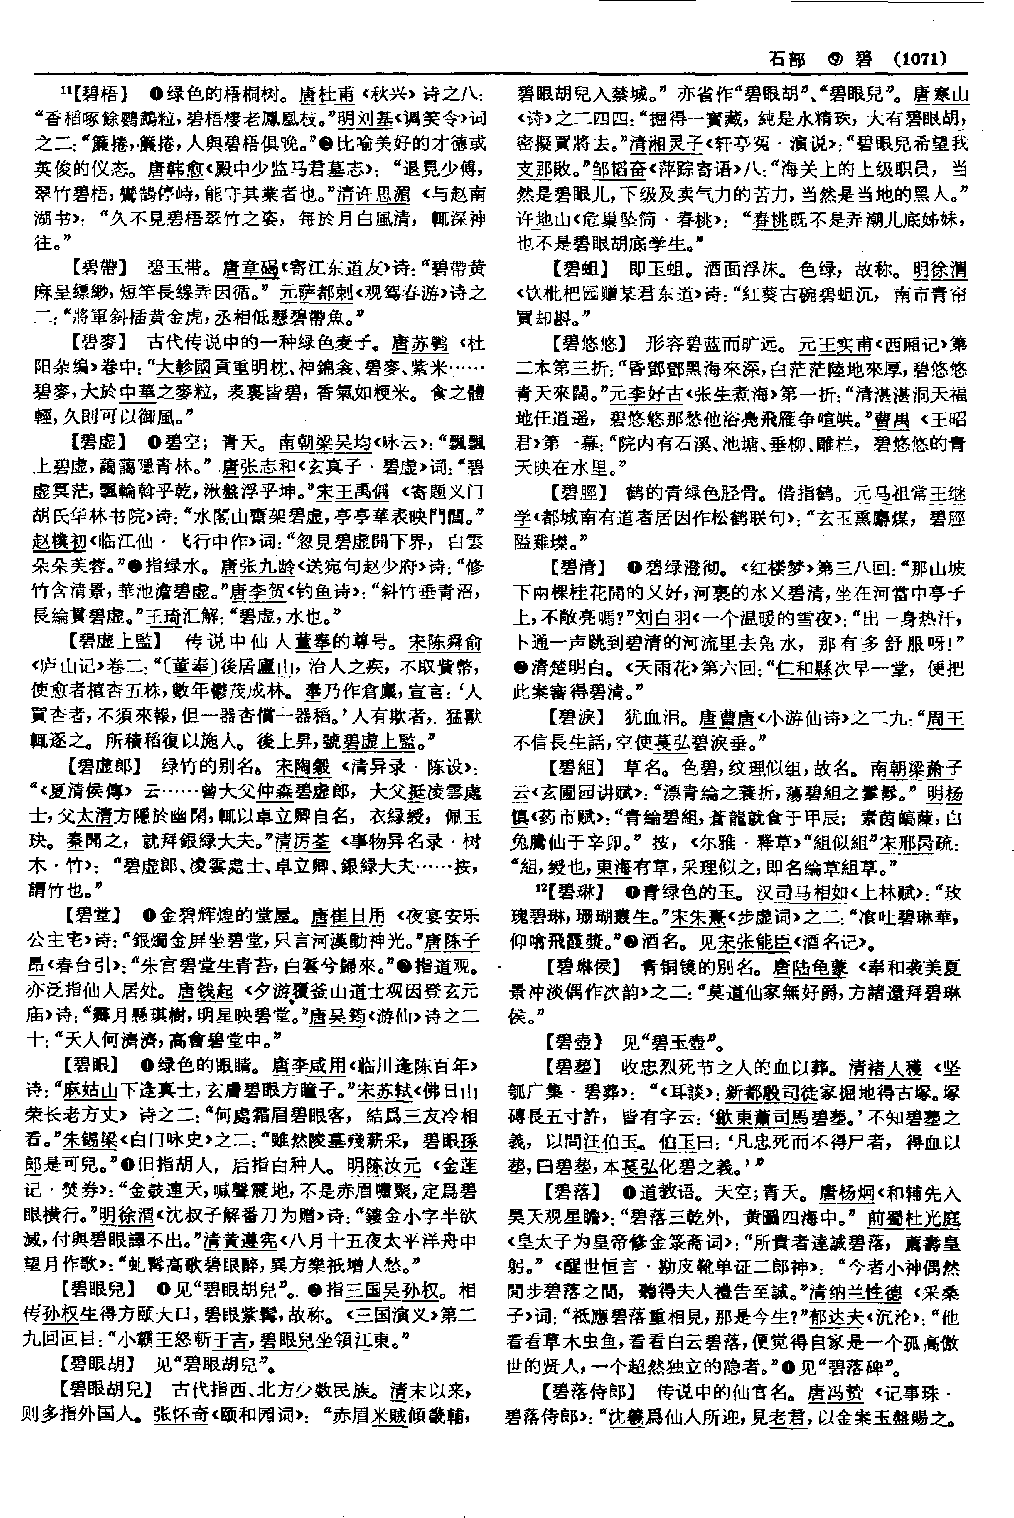 石部 ⑨ 碧 (1071)
¹¹【碧梧】 ❶绿色的梧桐树。唐杜甫《秋兴》诗之八：
“香稻啄餘鸚鵡粒，碧梧棲老鳳凰枝。”明刘基《调笑令》词
之二：“簾捲，簾捲，人與碧梧俱晚。”❷比喻美好的才德或
英俊的仪态。唐韩愈《殿中少监马君墓志》：“退見少傅，
翠竹碧梧，鸞鵠停峙，能守其業者也。”清许思湄《与赵南
湖书》：“久不見碧梧翠竹之姿，每於月白風清，輒深神
往。”
【碧帶】 碧玉带。唐章碣《寄江东道友》诗：“碧帶黄
麻呈縹緲，短竿長綫弄因循。”元萨都剌《观驾春游》诗之
二：“將軍斜插黄金虎，丞相低懸碧帶魚。”
【碧麥】 古代传说中的一种绿色麦子。唐苏鹗《杜
阳杂编》卷中：“大軫國貢重明枕、神錦衾、碧麥、紫米……
碧麥，大於中華之麥粒，表裏皆碧，香氣如粳米。食之體
輕，久則可以御風。”
【碧虚】 ❶碧空；青天。南朝梁吴均《咏云》：“飄飄
上碧虚，藹藹隱青林。”唐张志和《玄真子·碧虚》词：“碧
虚冥茫，飄輪斡乎乾，湫盤浮乎坤。”宋王禹偁《寄题义门
胡氏华林书院》诗：“水閣山齋架碧虚，亭亭華表映門閭。”
赵樸初《临江仙·飞行中作》词：“忽見碧虚開下界，白雲
朵朵芙蓉。”❷指绿水。唐张九龄《送宛句赵少府》诗：“修
竹含清景，華池澹碧虚。”唐李贺《钓鱼诗》：“斜竹垂青沼，
長綸貫碧虚。”王琦汇解：“碧虚，水也。”
【碧虚上監】 传说中仙人董奉的尊号。宋陈舜俞
《庐山记》卷二：“〔董奉〕後居廬山，治人之疾，不取貨幣，
使愈者植杏五株，數年鬱茂成林。奉乃作倉廩，宣言：‘人
買杏者，不須來報，但一器杏償一器稻。’人有欺者，猛獸
輒逐之。所積稻復以施人。後上昇，號碧虚上監。”
【碧虚郎】 绿竹的别名。宋陶穀《清异录·陈设》：
“《夏清侯傳》云……曾大父仲森碧虚郎，大父挺凌雲處
士，父太清方隱於幽閑，輒以卓立卿自名，衣緑綬，佩玉
玦。秦聞之，就拜銀緑大夫。”清厉荃《事物异名录·树
木·竹》：“碧虚郎、凌雲處士、卓立卿、銀緑大夫……按，
謂竹也。”
【碧堂】 ❶金碧辉煌的堂屋。唐崔日用《夜宴安乐
公主宅》诗：“銀燭金屏坐碧堂，只言河漢動神光。”唐陈子
昂《春台引》：“朱宫碧堂生青苔，白雲兮歸來。”❷指道观。
亦泛指仙人居处。唐钱起《夕游覆釜山道士观因登玄元
庙》诗：“霽月懸琪樹，明星映碧堂。”唐吴筠《游仙》诗之二
十：“天人何濟濟，高會碧堂中。”
【碧眼】 ❶绿色的眼睛。唐李咸用《临川逢陈百年》
诗：“麻姑山下逢真士，玄膚碧眼方瞳子。”宋苏轼《佛日山
荣长老方丈》诗之二：“何處霜眉碧眼客，結爲三友冷相
看。”朱錫梁《白门咏史》之二：“雖然陵墓殘薪采，碧眼孫
郎是可兒。”❷旧指胡人，后指白种人。明陈汝元《金莲
记·焚券》：“金鼓連天，喊聲震地，不是赤眉嘯聚，定爲碧
眼横行。”明徐渭《沈叔子解番刀为赠》诗：“鏤金小字半欲
滅，付與碧眼譯不出。”清黄遵宪《八月十五夜太平洋舟中
望月作歌》：“虬髯高歌碧眼醉，異方樂祇增人愁。”
【碧眼兒】 ❶见“碧眼胡兒”。❷指三国吴孙权。相
传孙权生得方颐大口，碧眼紫髯，故称。《三国演义》第二
九回回目：“小霸王怒斬于吉，碧眼兒坐領江東。”
【碧眼胡】 见“碧眼胡兒”。
【碧眼胡兒】 古代指西、北方少数民族。清末以来，
则多指外国人。张怀奇《颐和园词》：“赤眉米賊傾畿輔，
碧眼胡兒入禁城。”亦省作“碧眼胡”、“碧眼兒”。唐寒山
《诗》之二四四：“掘得一寶藏，純是水精珠，大有碧眼胡，
密擬買將去。”清湘灵子《轩亭冤·演说》：“碧眼兒希望我
支那敗。”邹韬奋《萍踪寄语》八：“海关上的上级职员，当
然是碧眼儿，下级及卖气力的苦力，当然是当地的黑人。”
许地山《危巢坠简·春桃》：“春桃既不是弄潮儿底姊妹，
也不是碧眼胡底学生。”
【碧蛆】 即玉蛆。酒面浮沫。色绿，故称。明徐渭
《饮枇杷园赠某君东道》诗：“紅葵古碗碧蛆沉，南市青帘
買却斟。”
【碧悠悠】 形容碧蓝而旷远。元王实甫《西厢记》第
二本第三折：“昏鄧鄧黑海來深，白茫茫陸地來厚，碧悠悠
青天來闊。”元李好古《张生煮海》第一折：“清湛湛洞天福
地任逍遥，碧悠悠那愁他浴凫飛雁争喧哄。”曹禺《王昭
君》第一幕：“院内有石溪、池塘、垂柳、雕栏，碧悠悠的青
天映在水里。”
【碧脛】 鹤的青绿色胫骨。借指鹤。元马祖常王继
学《都城南有道者居因作松鹤联句》：“玄玉熏麝煤，碧脛
隘雞堞。”
【碧清】 ❶碧绿澄彻。《红楼梦》第三八回：“那山坡
下兩棵桂花開的又好，河裏的水又碧清，坐在河當中亭子
上，不敞亮嗎？”刘白羽《一个温暖的雪夜》：“出一身热汗，
卜通一声跳到碧清的河流里去凫水，那有多舒服呀！”
❷清楚明白。《天雨花》第六回：“仁和縣次早一堂，便把
此案審得碧清。”
【碧淚】 犹血泪。唐曹唐《小游仙诗》之二九：“周王
不信長生話，空使萇弘碧淚垂。”
【碧組】 草名。色碧，纹理似组，故名。南朝梁萧子
云《玄圃园讲赋》：“漂青綸之蓑折，蕩碧組之鬖髿。”明杨
慎《药市赋》：“青綸碧組，蒼龍就食于甲辰；素茵皜薩，白
兔騰仙于辛卯。”按，《尔雅·释草》“組似組”宋邢昺疏：
“組，綬也，東海有草，采理似之，即名綸草組草。”
¹²【碧琳】 ❶青绿色的玉。汉司马相如《上林赋》：“玫
瑰碧琳，珊瑚叢生。”宋朱熹《步虚词》之二：“飡吐碧琳華，
仰噏飛霞漿。”❷酒名。见宋张能臣《酒名记》。
【碧琳侯】 青铜镜的别名。唐陆龟蒙《奉和袭美夏
景冲淡偶作次韵》之二：“莫道仙家無好爵，方諸還拜碧琳
侯。”
【碧壺】 见“碧玉壺”。
【碧塟】 收忠烈死节之人的血以葬。清褚人穫《坚
瓠广集·碧葬》：“《耳談》：新都殷司徒家掘地得古塚。塚
磚長五寸許，皆有字云：‘歙東蕭司馬碧塟。’不知碧塟之
義，以問汪伯玉。伯玉曰：‘凡忠死而不得尸者，得血以
塟，曰碧塟，本萇弘化碧之義。’”
【碧落】 ❶道教语。天空；青天。唐杨炯《和辅先入
昊天观星瞻》：“碧落三乾外，黄圖四海中。”前蜀杜光庭
《皇太子为皇帝修金箓斋词》：“所貴者達誠碧落，薦壽皇
躬。”《醒世恒言·勘皮靴单证二郎神》：“今者小神偶然
閒步碧落之間，聽得夫人禱告至誠。”清纳兰性德《采桑
子》词：“祇應碧落重相見，那是今生？”郁达夫《沉沦》：“他
看看草木虫鱼，看看白云碧落，便觉得自家是一个孤高傲
世的贤人，一个超然独立的隐者。”❷见“碧落碑”。
【碧落侍郎】 传说中的仙官名。唐冯贽《记事珠·
碧落侍郎》：“沈羲爲仙人所迎，見老君，以金案玉盤賜之。